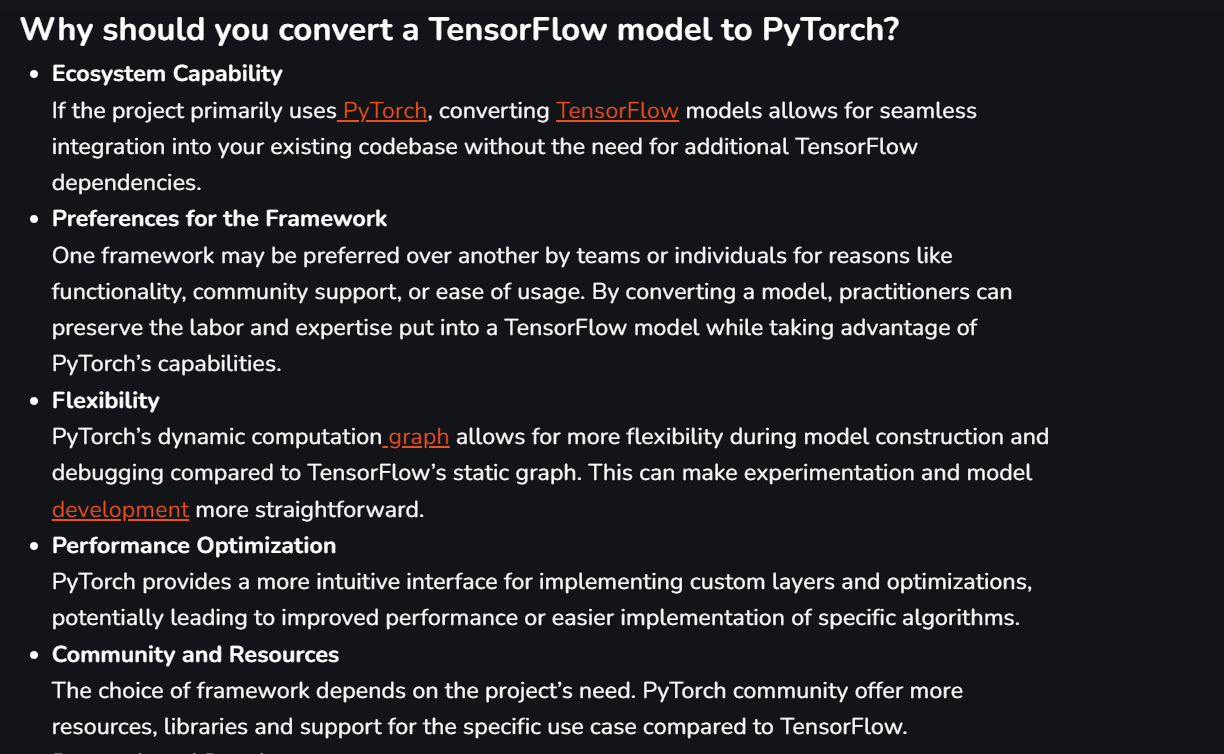 Why should you convert a TensorFlow model to PyTorch?
• Ecosystem Capability
If the project primarily uses PyTorch, converting TensorFlow models allows for seamless
integration into your existing codebase without the need for additional TensorFlow
dependencies.
• Preferences for the Framework
One framework may be preferred over another by teams or individuals for reasons like
functionality, community support, or ease of usage. By converting a model, practitioners can
preserve the labor and expertise put into a TensorFlow model while taking advantage of
PyTorch’s capabilities.
• Flexibility
PyTorch’s dynamic computation graph allows for more flexibility during model construction and
debugging compared to TensorFlow’s static graph. This can make experimentation and model
development more straightforward.
• Performance Optimization
PyTorch provides a more intuitive interface for implementing custom layers and optimizations,
potentially leading to improved performance or easier implementation of specific algorithms.
• Community and Resources
The choice of framework depends on the project’s need. PyTorch community offer more
resources, libraries and support for the specific use case compared to TensorFlow.